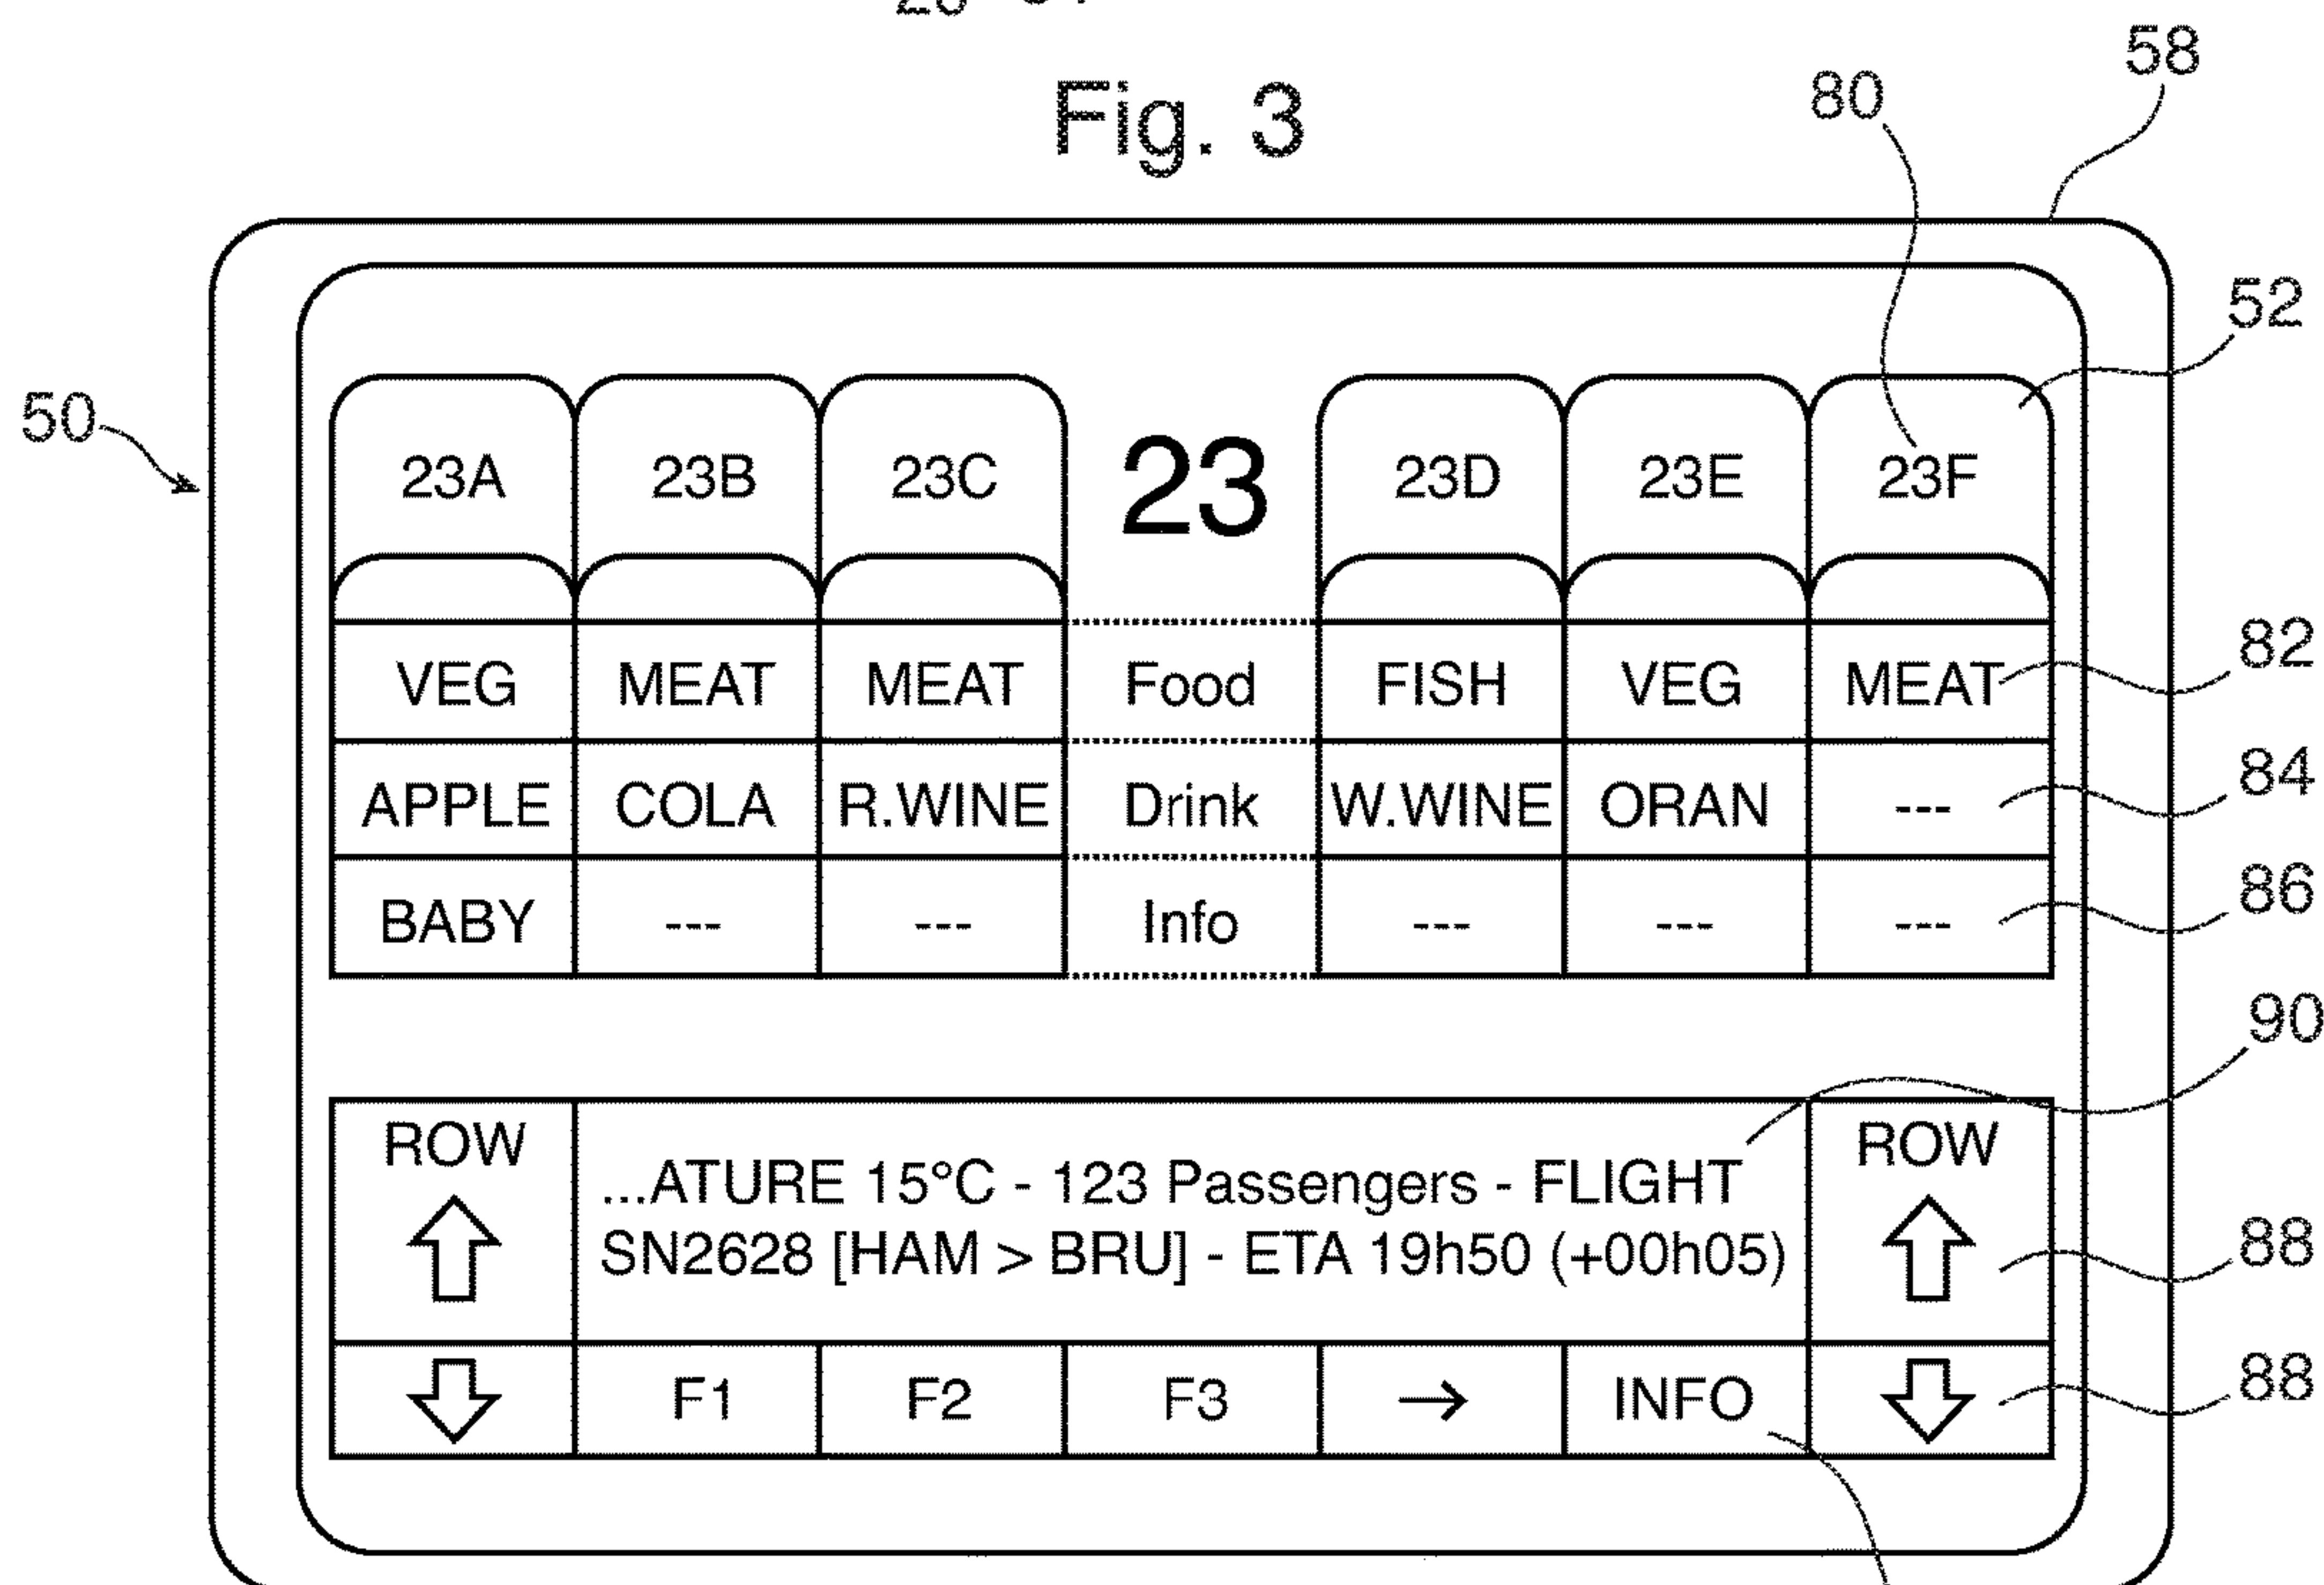 Fig. 3
58
80
52
50
23A 23B 23C 23 23D 23E 23F
VEG MEAT MEAT Food FISH VEG MEAT 82
APPLE COLA R.WINE Drink W.WINE ORAN --- 84
BABY --- --- Info --- --- --- 86
90
ROW ...ATURE 15°C - 123 Passengers - FLIGHT ROW
SN2628 [HAM > BRU] - ETA 19h50 (+00h05) 88
F1 F2 F3 → INFO 88